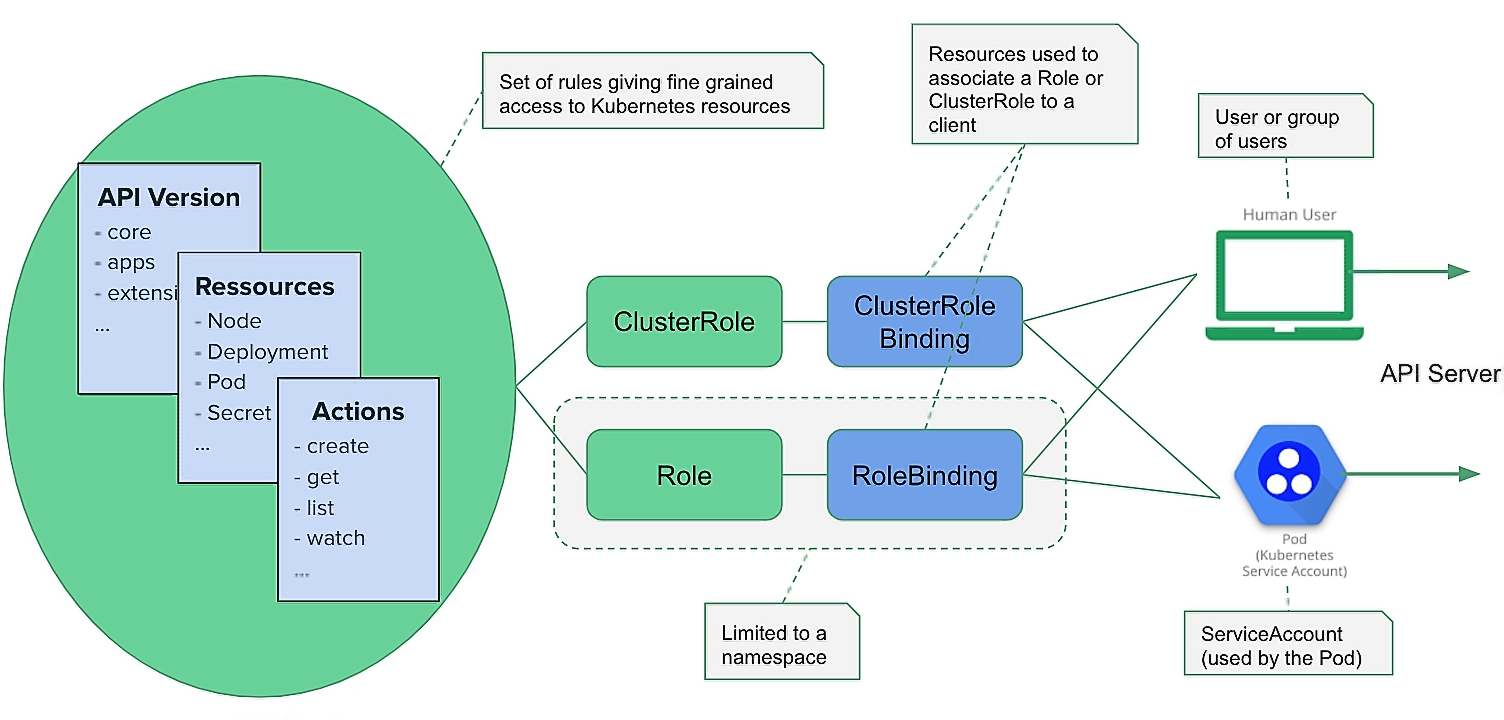 Set of rules giving fine grained
access to Kubernetes resources
Resources used to
associate a Role or
ClusterRole to a
client
User or group
of users
API Version
- core
- apps
- extensi
...
Ressources
- Node
- Deployment
- Pod
- Secret
...
Actions
- create
- get
- list
- watch
...
ClusterRole
ClusterRole
Binding
Role
RoleBinding
Limited to a
namespace
Human User
API Server
Pod
(Kubernetes
Service Account)
ServiceAccount
(used by the Pod)